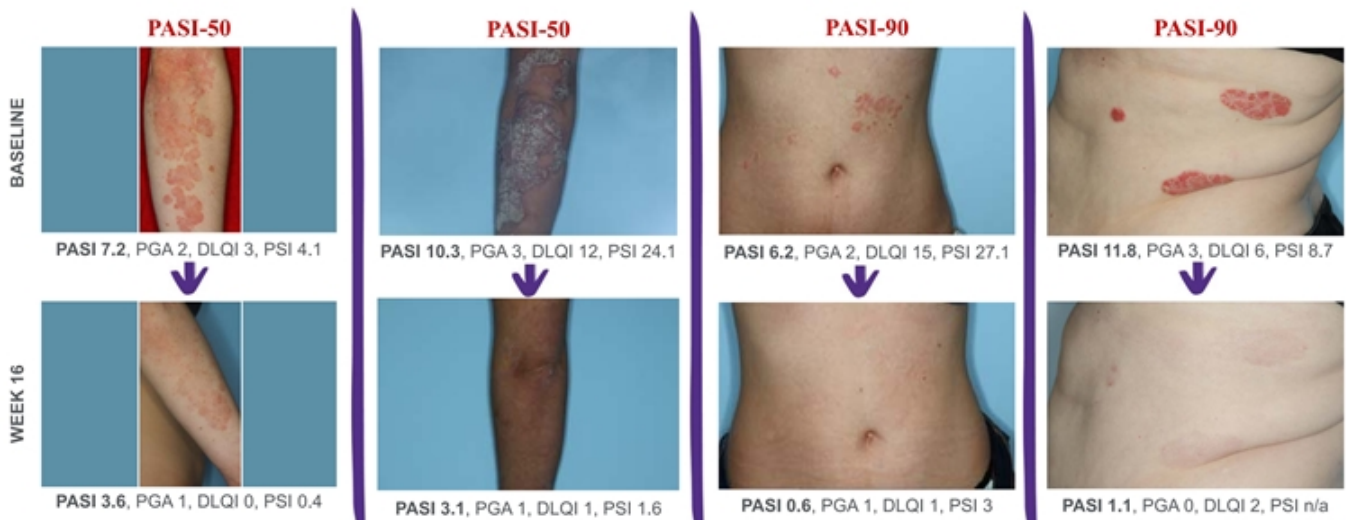 PASI-50
PASI-50
PASI-90
PASI-90
BASELINE
PASI 7.2, PGA 2, DLQI 3, PSI 4.1
PASI 10.3, PGA 3, DLQI 12, PSI 24.1
PASI 6.2, PGA 2, DLQI 15, PSI 27.1
PASI 11.8, PGA 3, DLQI 6, PSI 8.7
WEEK 16
PASI 3.6, PGA 1, DLQI 0, PSI 0.4
PASI 3.1, PGA 1, DLQI 1, PSI 1.6
PASI 0.6, PGA 1, DLQI 1, PSI 3
PASI 1.1, PGA 0, DLQI 2, PSI n/a